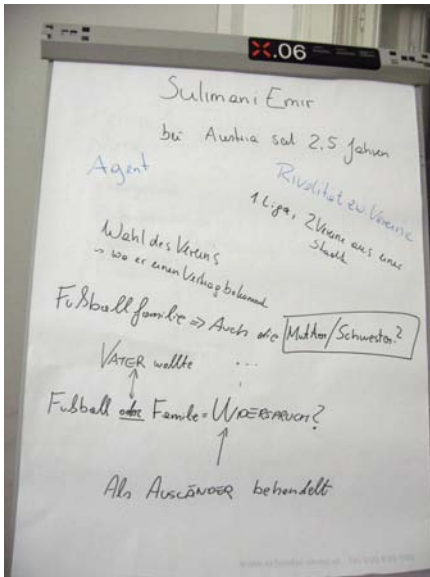 X.06
Sulimani Emir
bei Austria seit 2,5 Jahren
Agent
Rivalität zu Vereine
1 Liga, 2 Vereine aus einer
Stadt
Wahl des Vereins
wo er einen Vertrag bekommt
Fußballfamilie => Auch die Mutter/Schwester?
VATER wollte ...
Fußball oder Familie = WIDERSPRUCH?
Als AUSLÄNDER behandelt